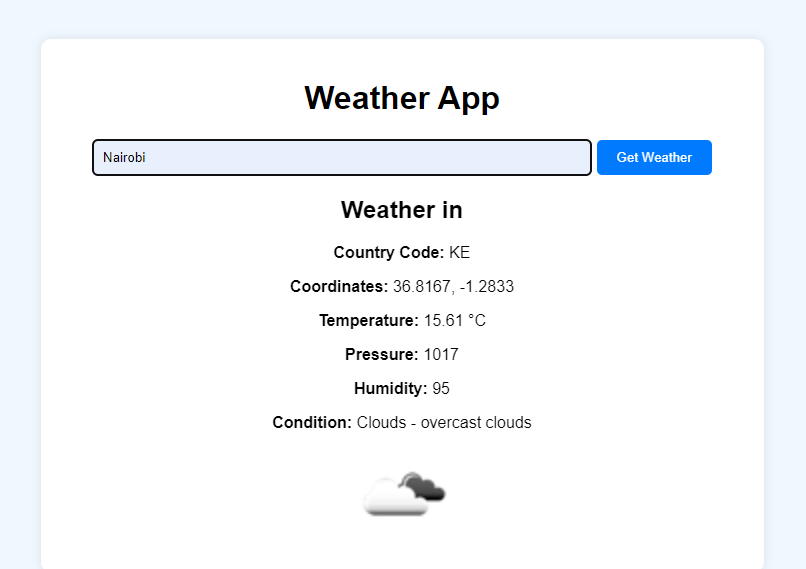 Weather App
Nairobi Get Weather
Weather in
Country Code: KE
Coordinates: 36.8167, -1.2833
Temperature: 15.61 °C
Pressure: 1017
Humidity: 95
Condition: Clouds - overcast clouds